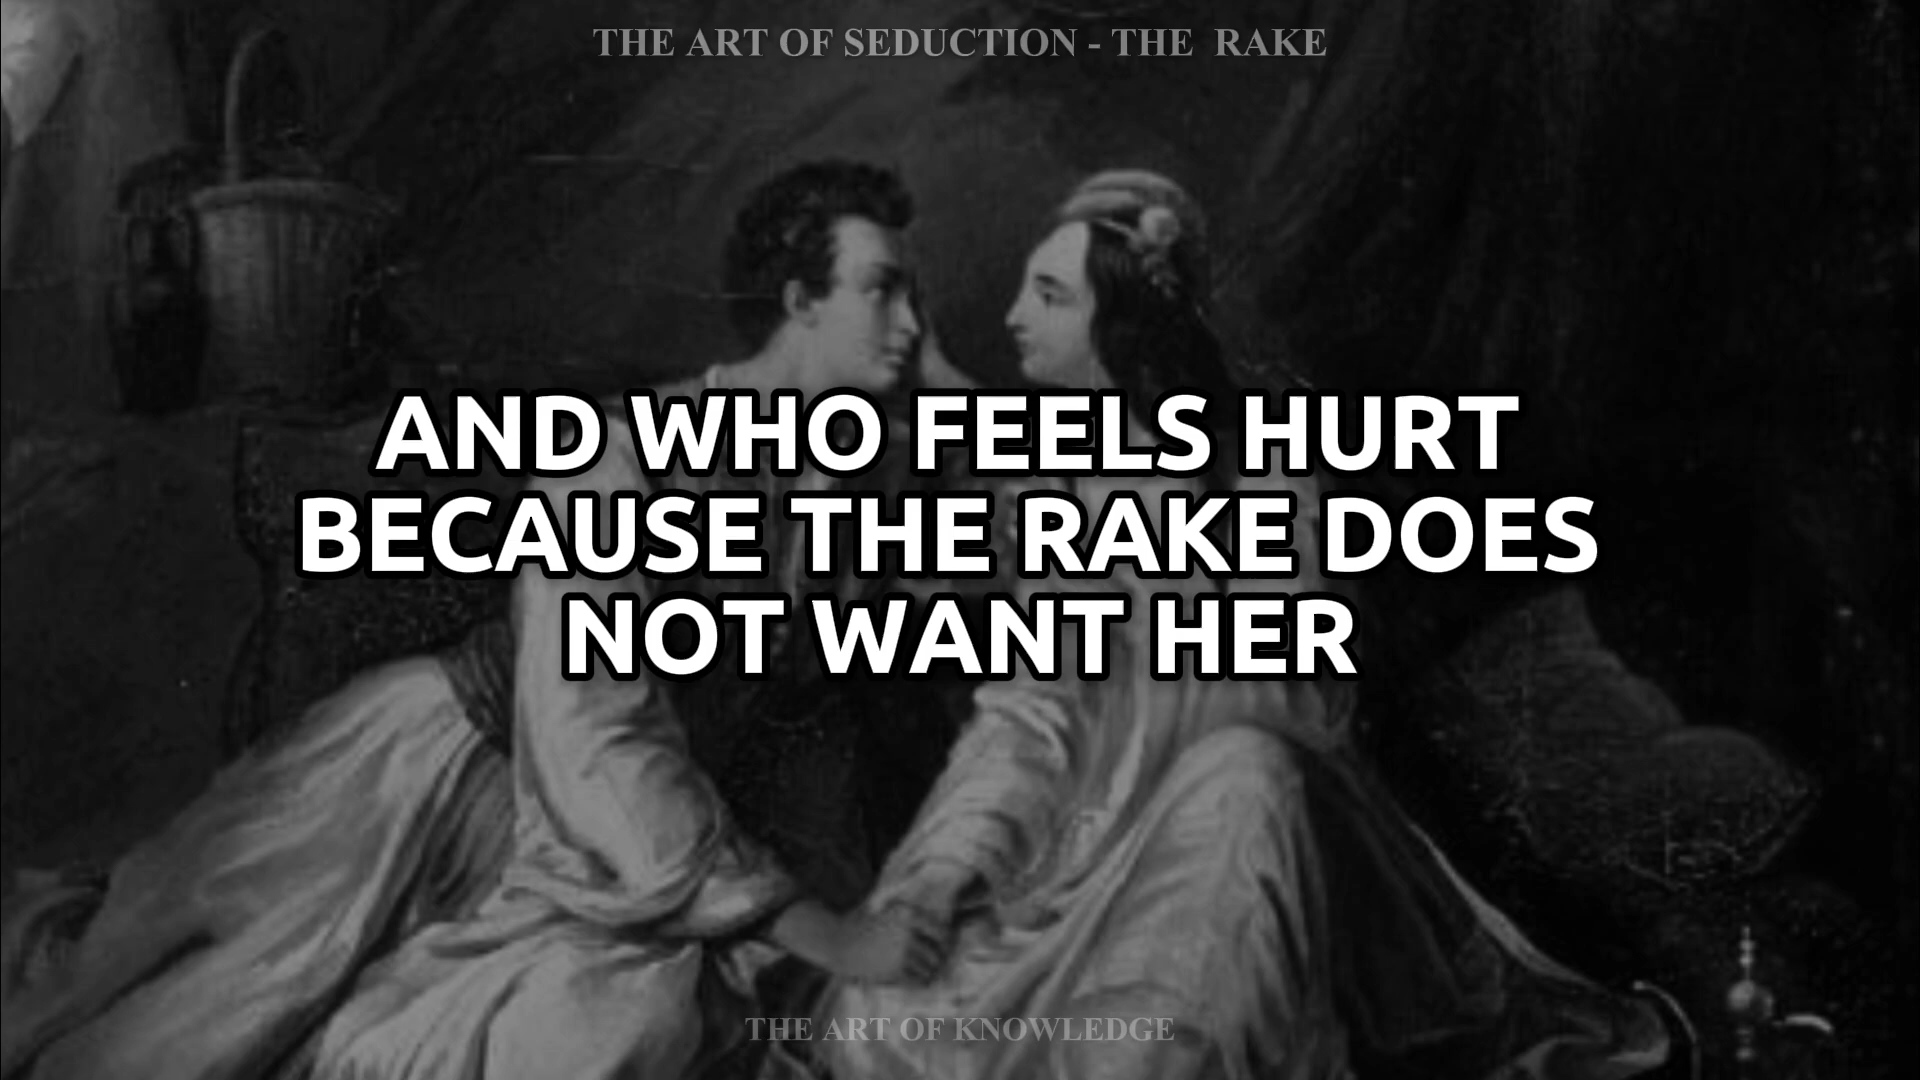 THE ART OF SEDUCTION - THE RAKE
AND WHO FEELS HURT
BECAUSE THE RAKE DOES
NOT WANT HER
THE ART OF KNOWLEDGE